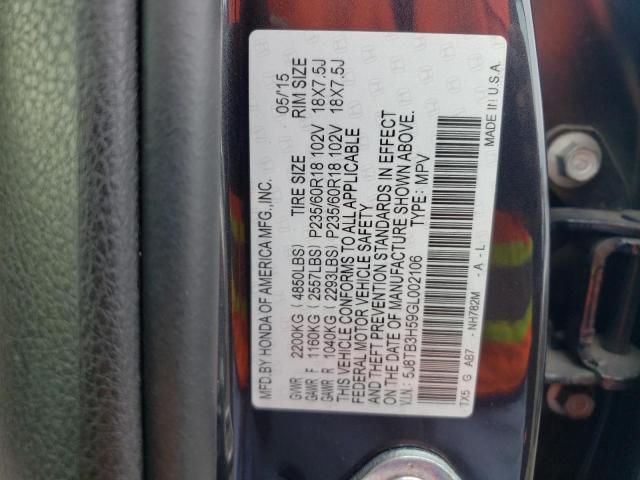 MFD.BY HONDA OF AMERICA MFG.,INC. 05/'15
TIRE SIZE RIM SIZE
GVWR 2200KG ( 4850LBS)
GAWR F 1160KG ( 2557LBS) P235/60R18 102V 18X7.5J
GAWR R 1040KG ( 2293LBS) P235/60R18 102V 18X7.5J
THIS VEHICLE CONFORMS TO ALL APPLICABLE
FEDERAL MOTOR VEHICLE SAFETY
AND THEFT PREVENTION STANDARDS IN EFFECT
ON THE DATE OF MANUFACTURE SHOWN ABOVE.
V.I.N.: 5J8TB3H59GL002106 TYPE: MPV
TX5 G AB7 NH782M - A - L MADE IN U.S.A.